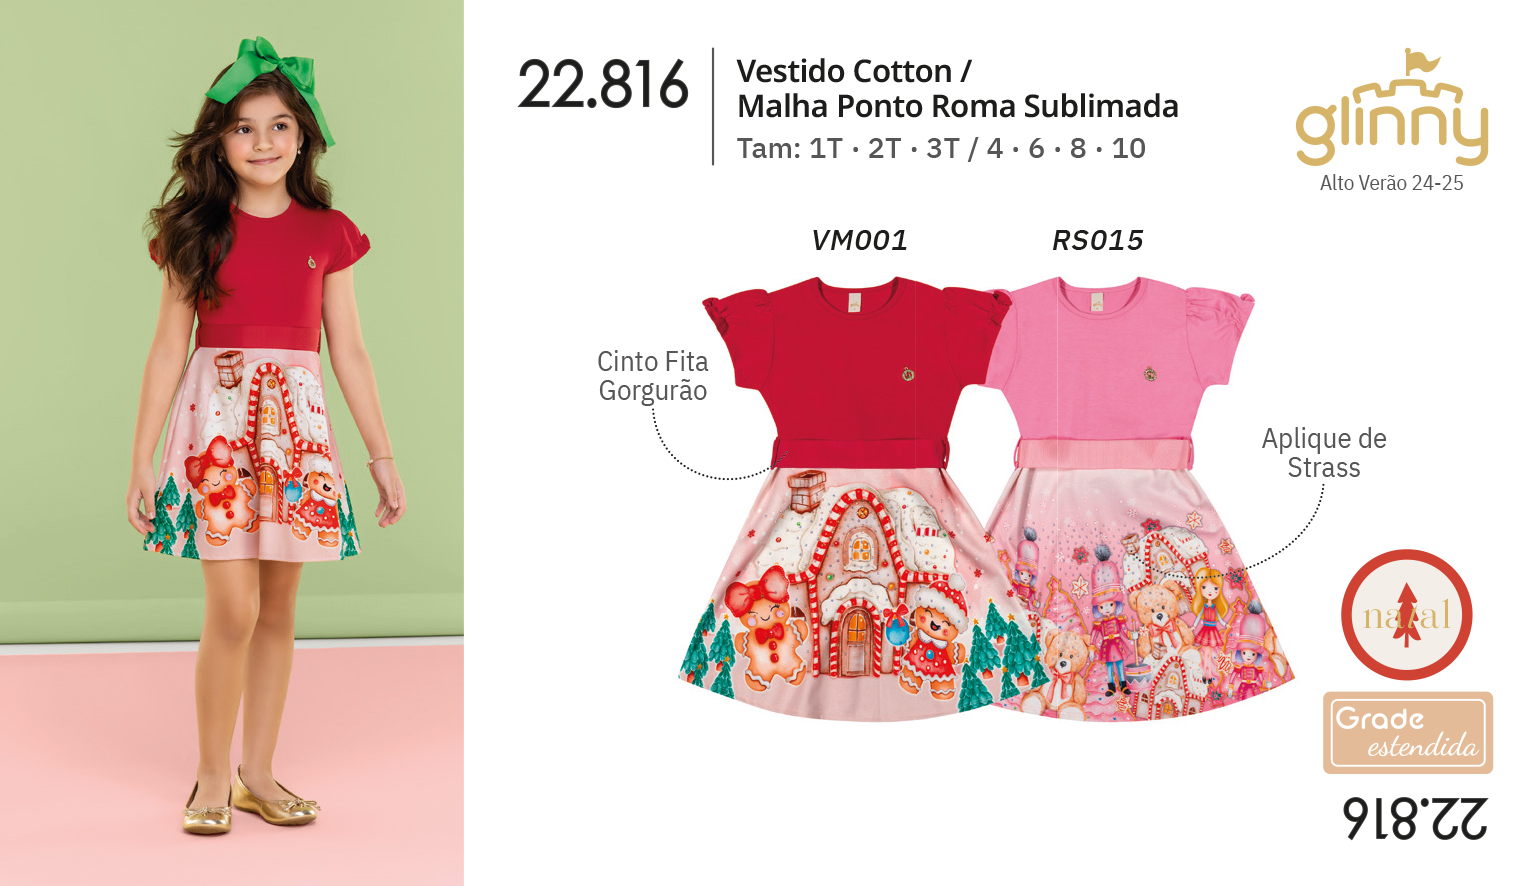 22.816
Vestido Cotton /
Malha Ponto Roma Sublimada
Tam: 1T · 2T · 3T / 4 · 6 · 8 · 10
glinny
Alto Verão 24-25
VM001
RS015
Cinto Fita
Gorgurão
Aplique de
Strass
natal
Grade
estendida
22.816